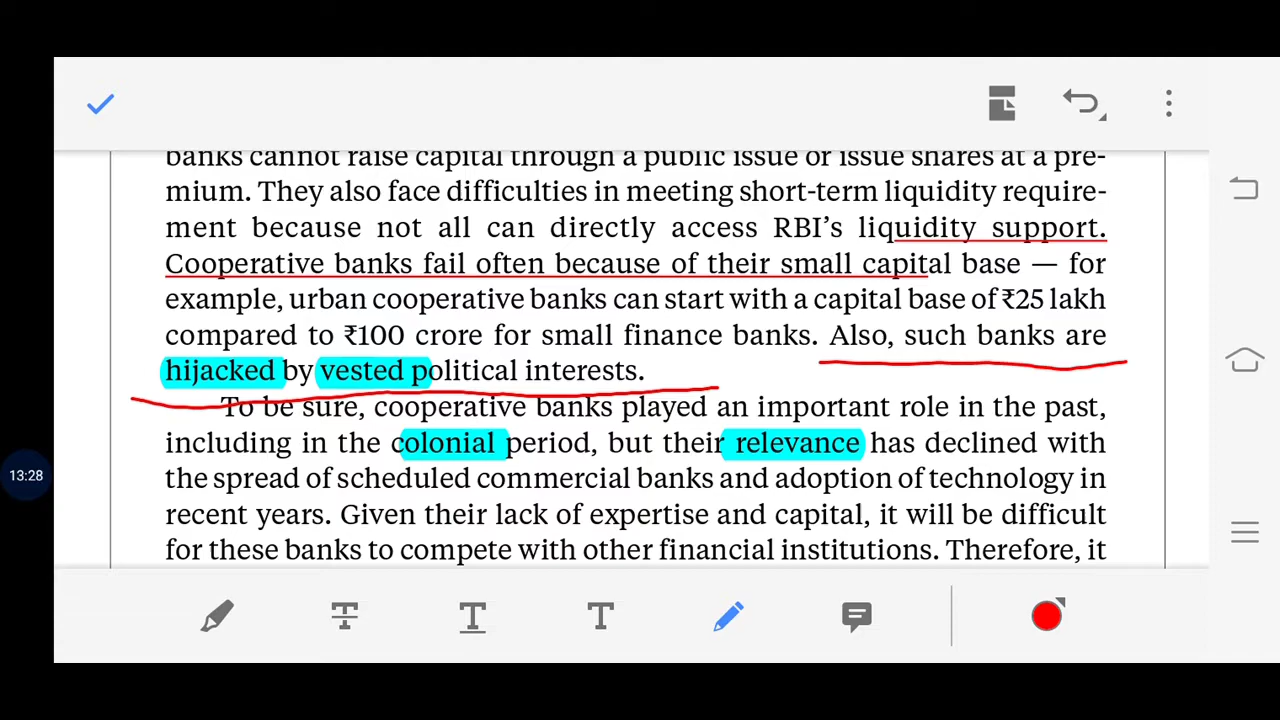 banks cannot raise capital through a public issue or issue shares at a pre-
mium. They also face difficulties in meeting short-term liquidity require-
ment because not all can directly access RBI’s liquidity support.
Cooperative banks fail often because of their small capital base — for
example, urban cooperative banks can start with a capital base of ₹25 lakh
compared to ₹100 crore for small finance banks. Also, such banks are
hijacked by vested political interests.
To be sure, cooperative banks played an important role in the past,
including in the colonial period, but their relevance has declined with
the spread of scheduled commercial banks and adoption of technology in
recent years. Given their lack of expertise and capital, it will be difficult
for these banks to compete with other financial institutions. Therefore, it
13:28
T
T
T